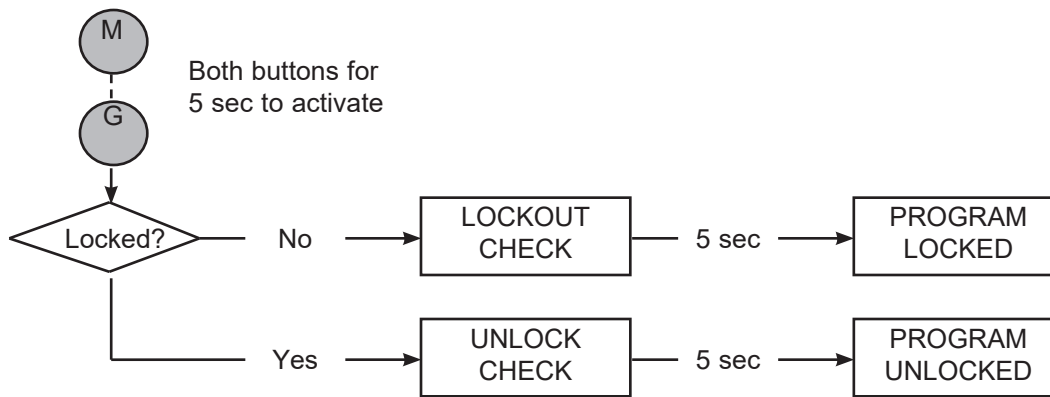 M
Both buttons for
5 sec to activate
G
Locked?
No
LOCKOUT
CHECK
5 sec
PROGRAM
LOCKED
Yes
UNLOCK
CHECK
5 sec
PROGRAM
UNLOCKED